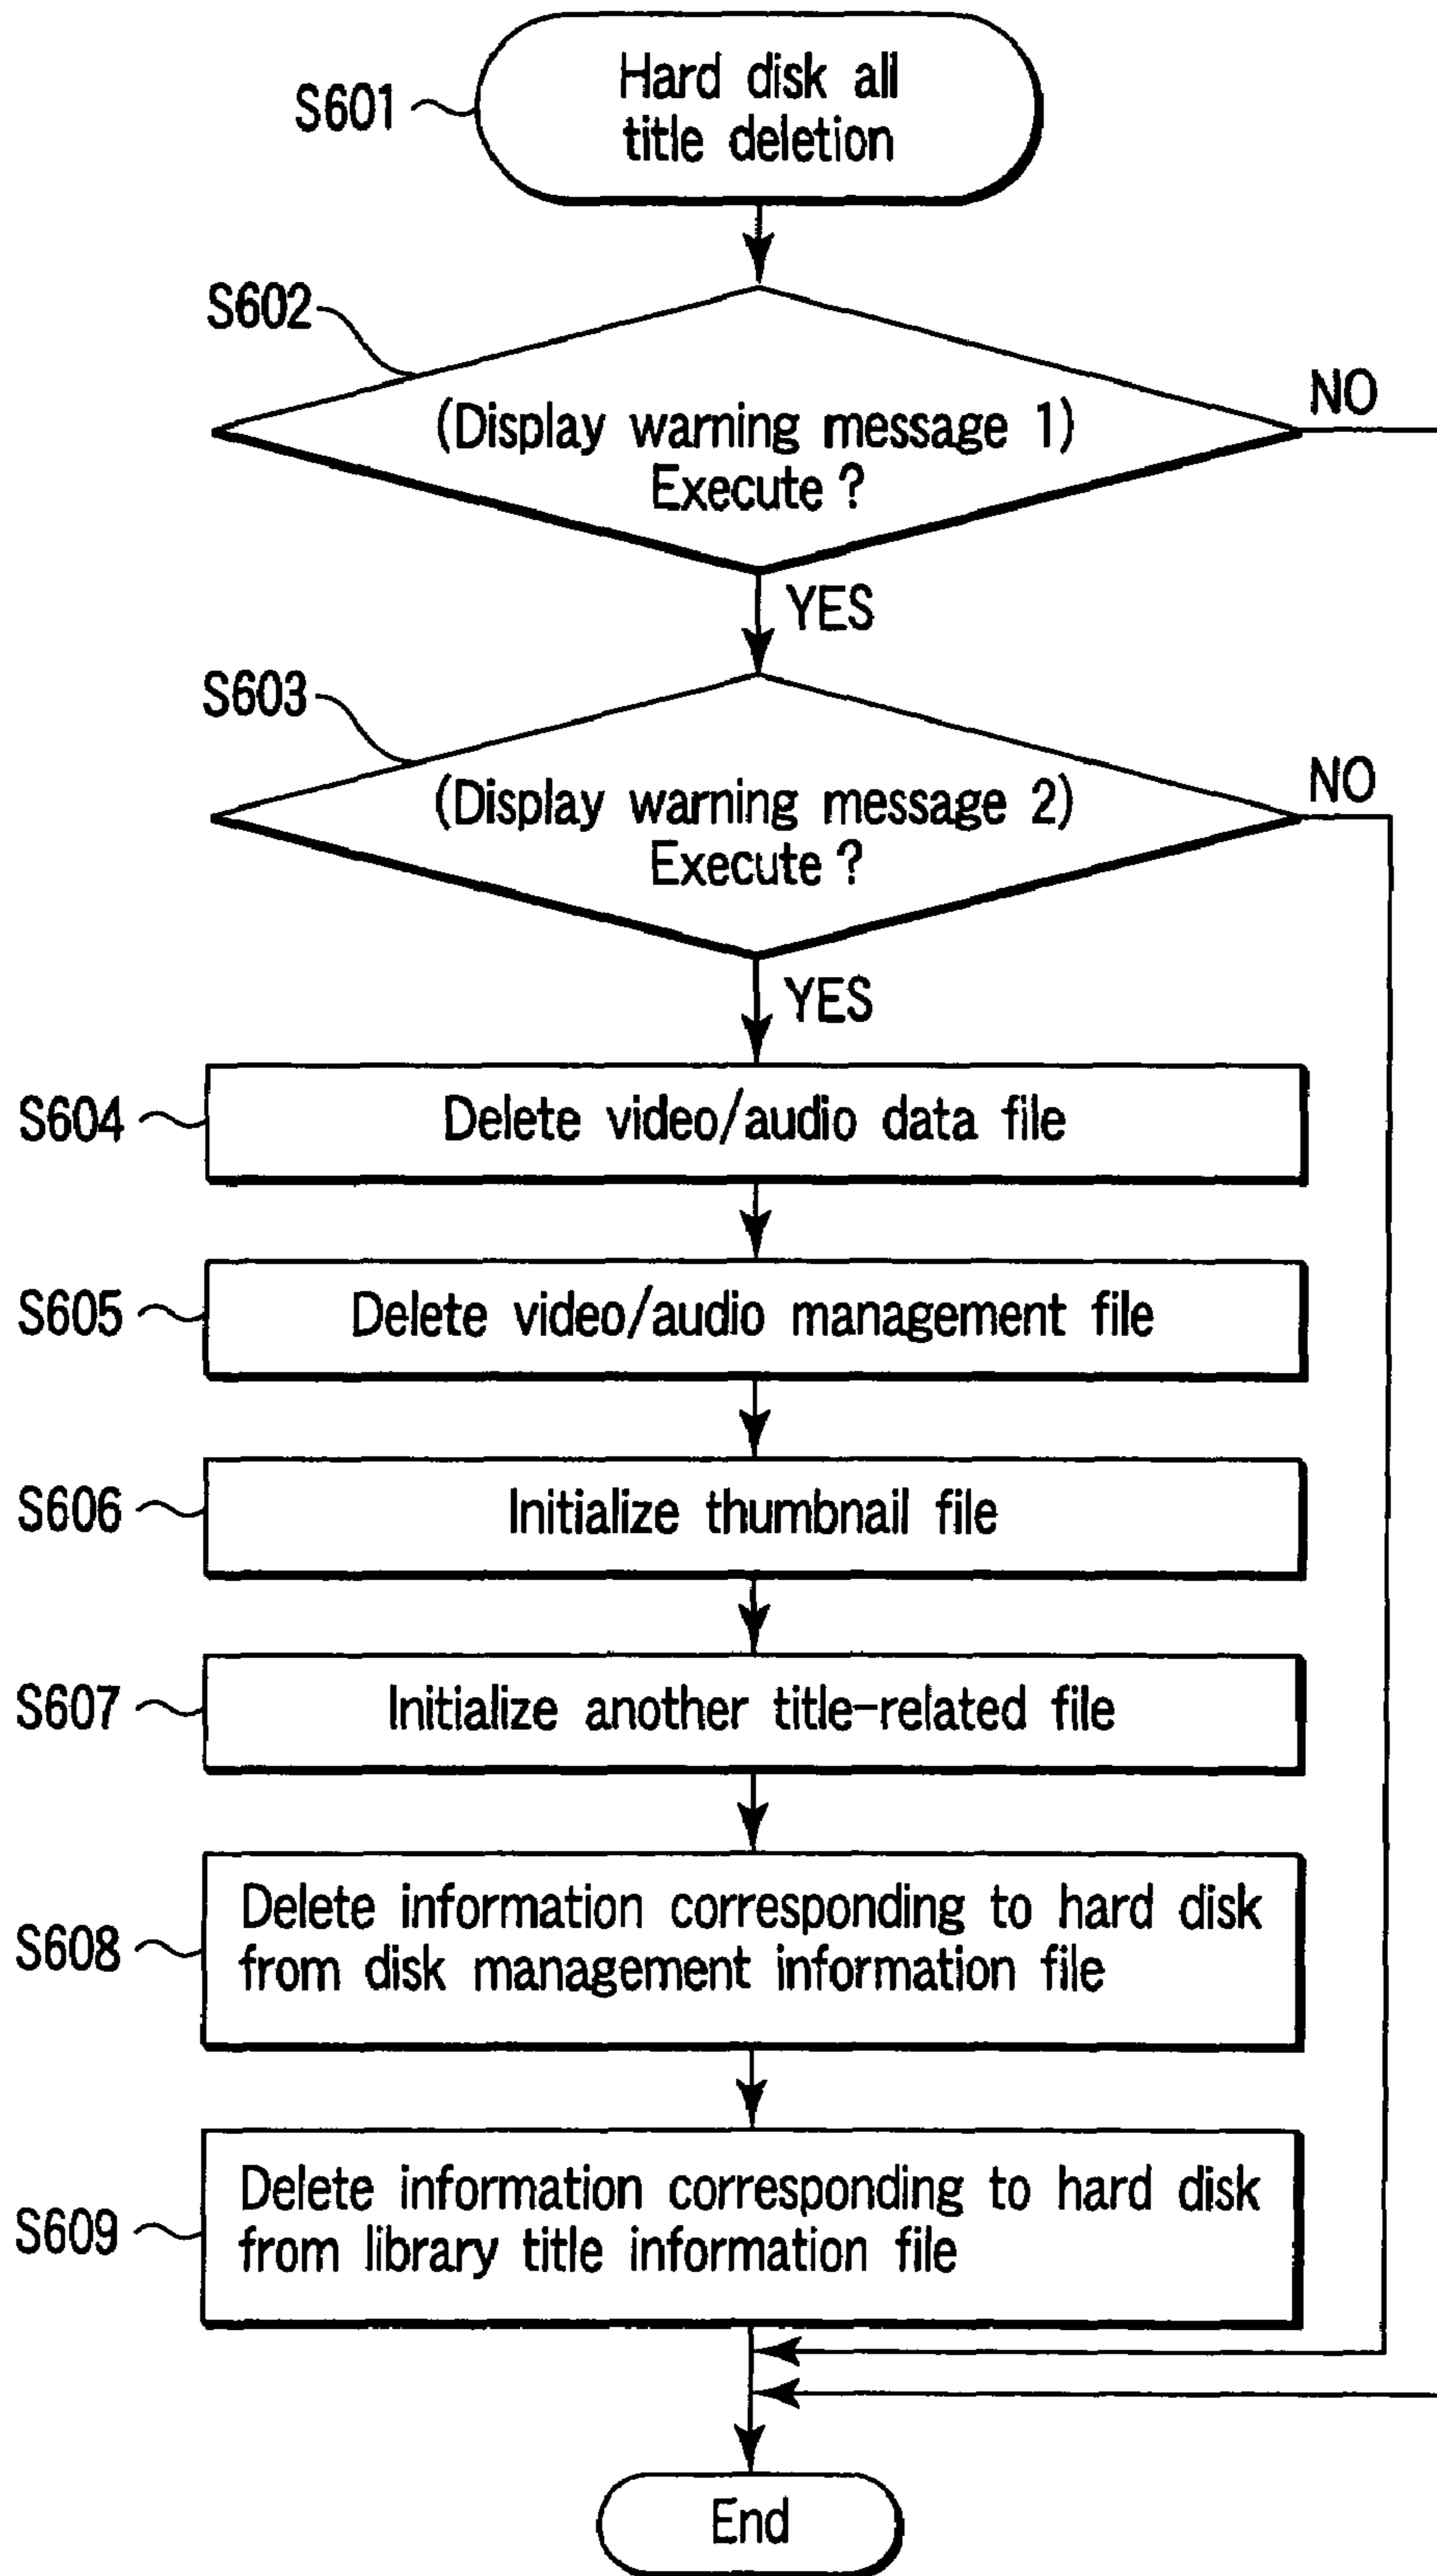 S601
Hard disk all
title deletion
S602
(Display warning message 1)
Execute ?
NO
YES
S603
(Display warning message 2)
Execute ?
NO
YES
S604
Delete video/audio data file
S605
Delete video/audio management file
S606
Initialize thumbnail file
S607
Initialize another title-related file
S608
Delete information corresponding to hard disk
from disk management information file
S609
Delete information corresponding to hard disk
from library title information file
End